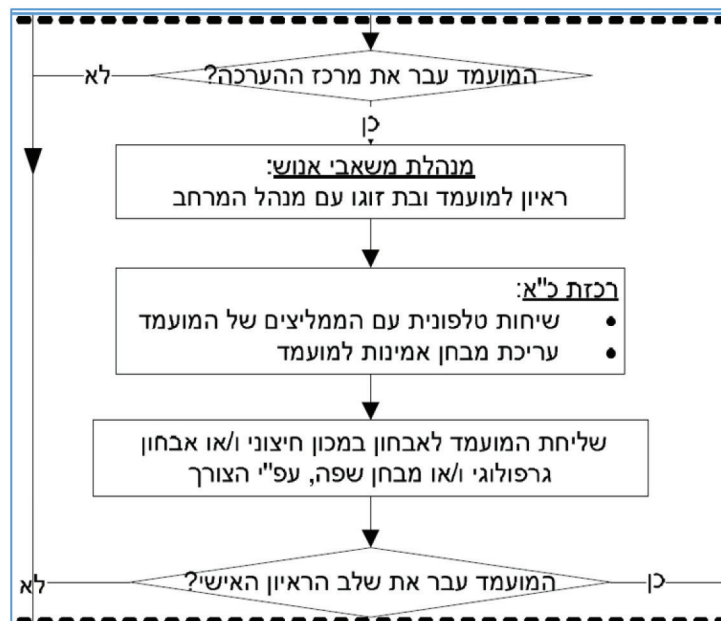 המועמד עבר את מרכז ההערכה?
לא
כן
מנהלת משאבי אנוש:
ראיון למועמד ובת זוגו עם מנהל המרחב
רכזת כ"א:
• שיחות טלפונית עם הממליצים של המועמד
• עריכת מבחן אמינות למועמד
שליחת המועמד לאבחון במכון חיצוני ו/או אבחון
גרפולוגי ו/או מבחן שפה, עפ"י הצורך
המועמד עבר את שלב הראיון האישי?
כן
לא